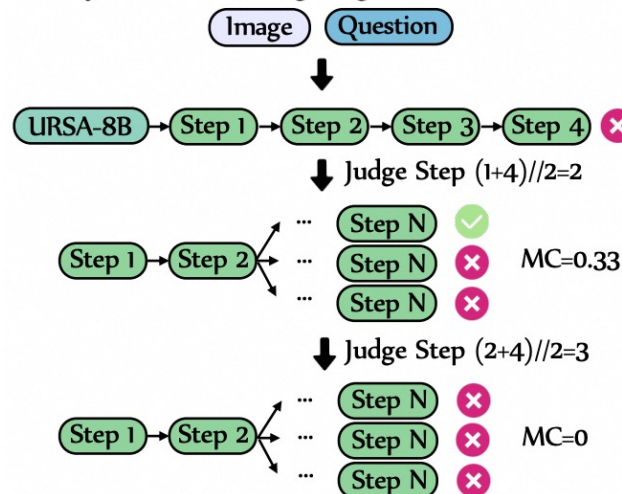 Image Question
URSA-8B Step 1 Step 2 Step 3 Step 4
Judge Step (1+4)//2=2
... Step N
Step 1 Step 2 ... Step N MC=0.33
... Step N
Judge Step (2+4)//2=3
... Step N
Step 1 Step 2 ... Step N MC=0
... Step N